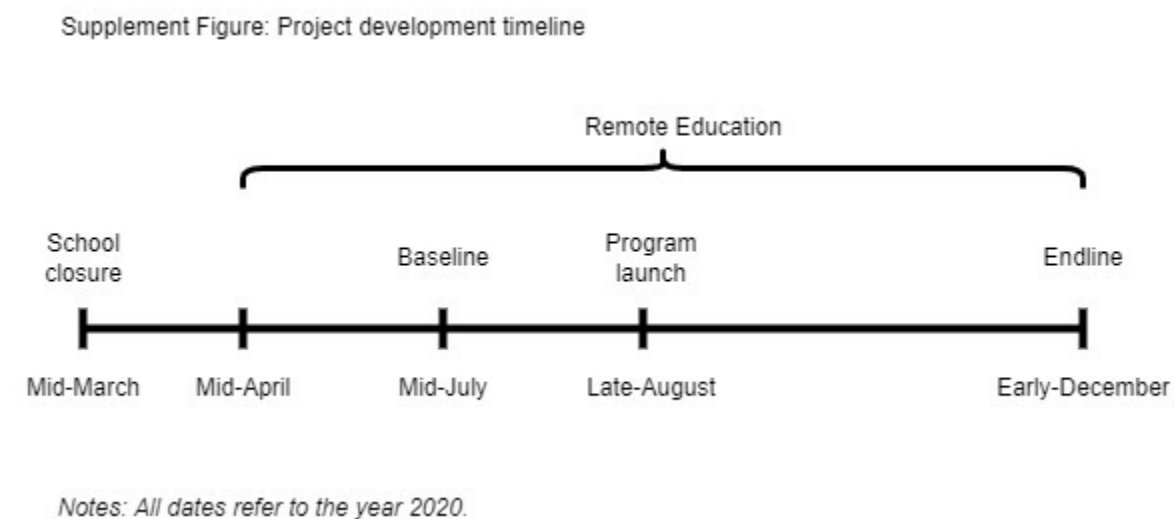 Supplement Figure: Project development timeline
Remote Education
School
closure
Baseline
Program
launch
Endline
Mid-March
Mid-April
Mid-July
Late-August
Early-December
Notes: All dates refer to the year 2020.